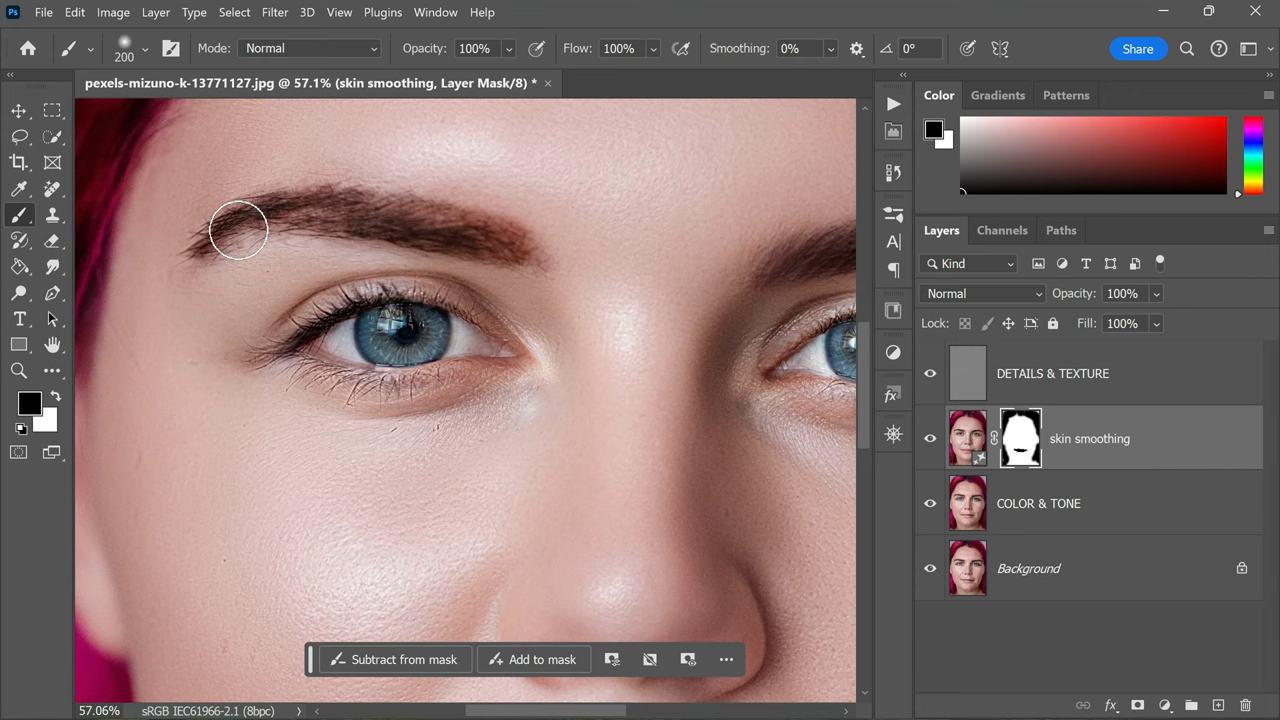 Ps File Edit Image Layer Type Select Filter 3D View Plugins Window Help
200 Mode: Normal Opacity: 100% Flow: 100% Smoothing: 0% 0° Share
pexels-mizuno-k-13771127.jpg @ 57.1% (skin smoothing, Layer Mask/8) * ×
Color Gradients Patterns
Layers Channels Paths
Kind
Normal Opacity: 100%
Lock: Fill: 100%
DETAILS & TEXTURE
skin smoothing
COLOR & TONE
Background
Subtract from mask Add to mask
57.06% sRGB IEC61966-2.1 (8bpc)